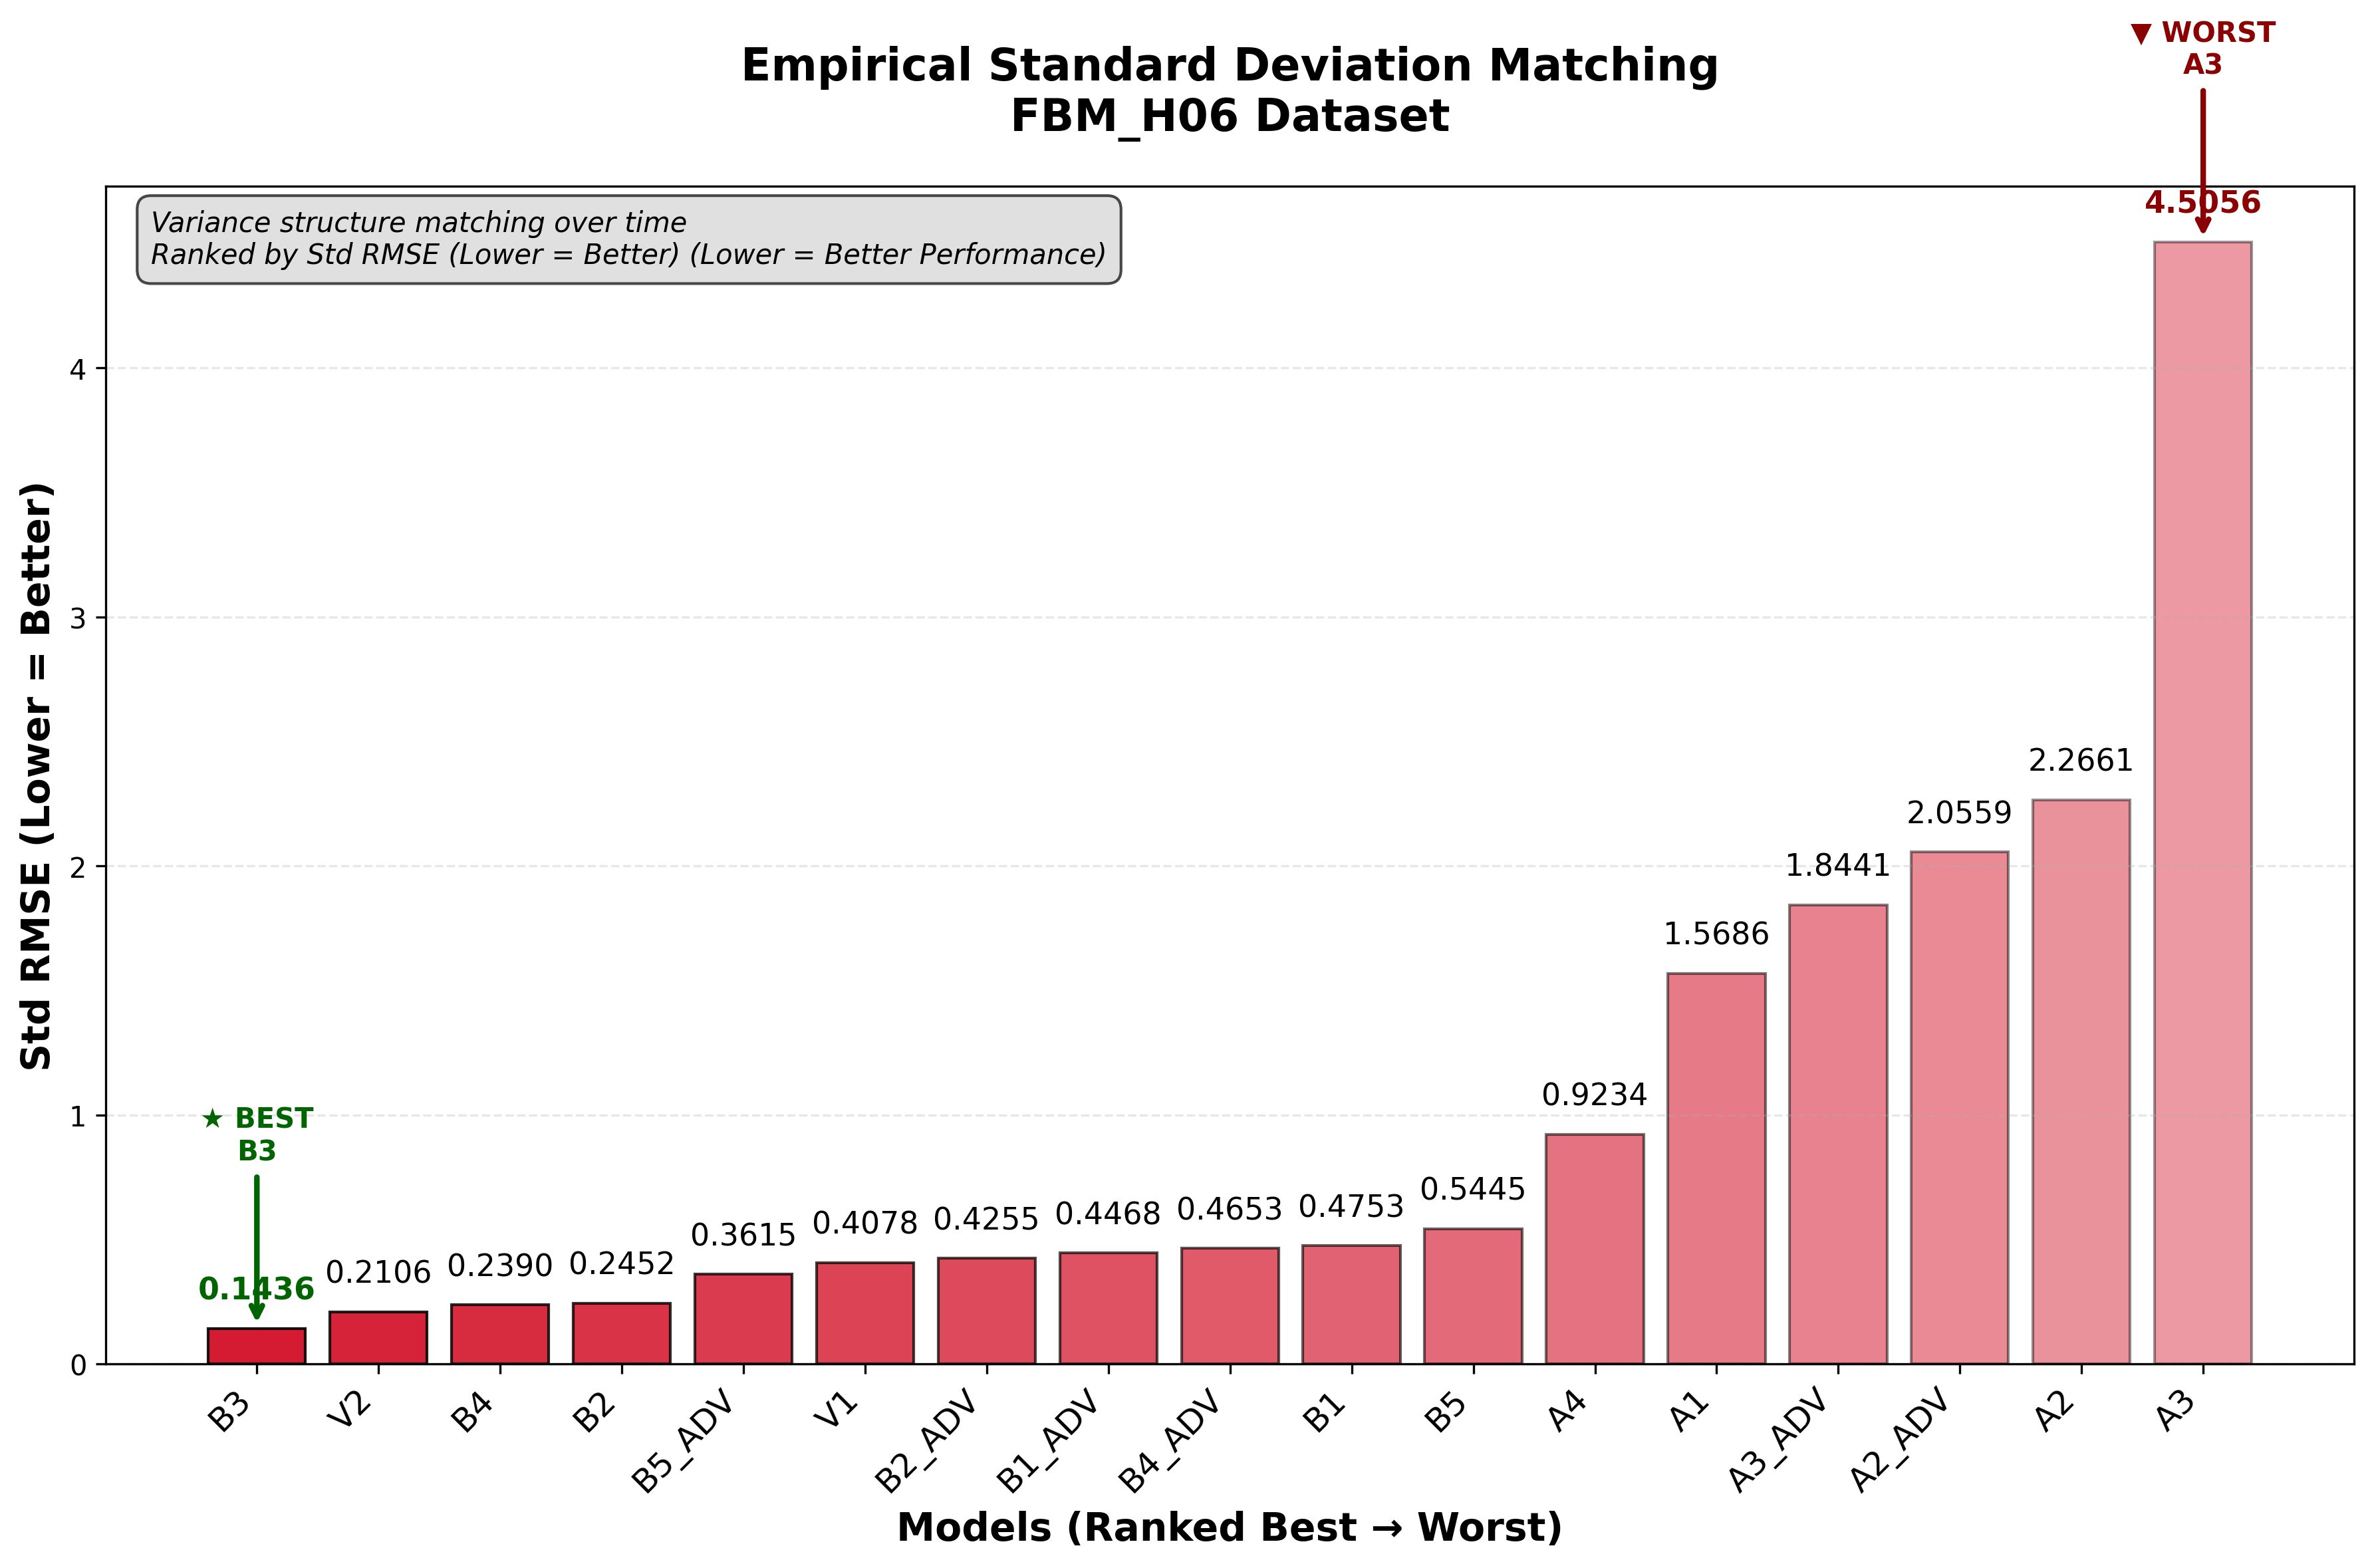 ▼ WORST
A3
Empirical Standard Deviation Matching
FBM_H06 Dataset
Variance structure matching over time
Ranked by Std RMSE (Lower = Better) (Lower = Better Performance)
Std RMSE (Lower = Better)
4
3
2
1
0
★ BEST
B3
0.1436
0.2106
0.2390
0.2452
0.3615
0.4078
0.4255
0.4468
0.4653
0.4753
0.5445
0.9234
1.5686
1.8441
2.0559
2.2661
4.5056
B3
V2
B4
B2
B5_ADV
V1
B2_ADV
B1_ADV
B4_ADV
B1
B5
A4
A1
A3_ADV
A2_ADV
A2
A3
Models (Ranked Best → Worst)